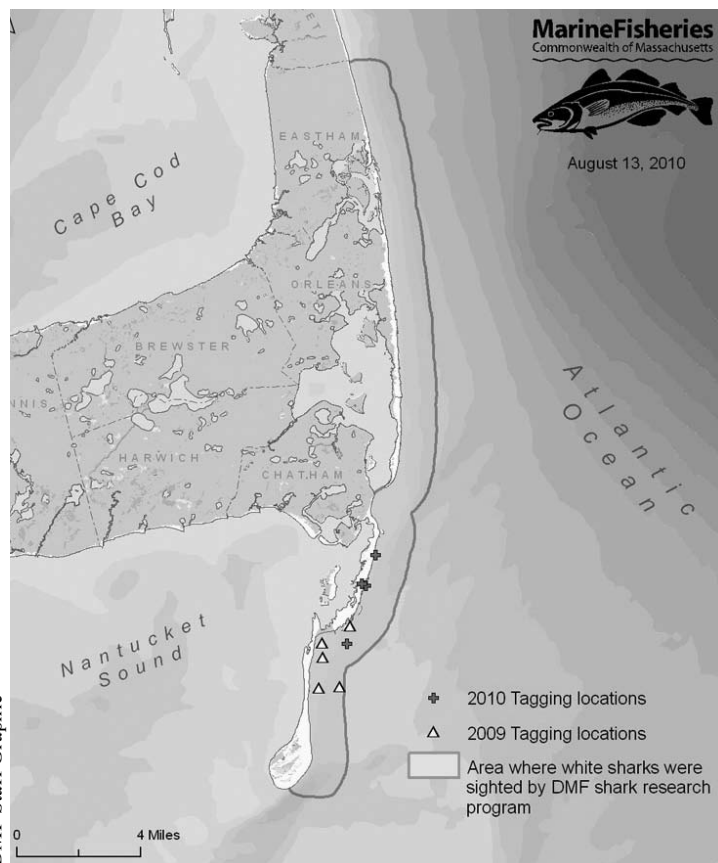 MarineFisheries
Commonwealth of Massachusetts
August 13, 2010
EASTHAM
Cape Cod
Bay
ORLEANS
BREWSTER
HARWICH
CHATHAM
Atlantic
Ocean
Nantucket
Sound
2010 Tagging locations
2009 Tagging locations
Area where white sharks were
sighted by DMF shark research
program
0 4 Miles